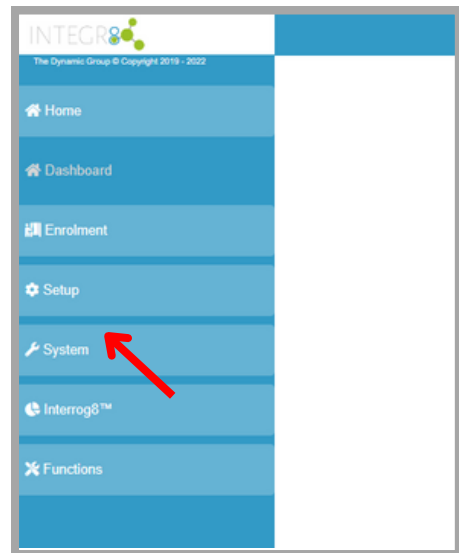 INTEGR8
The Dynamic Group © Copyright 2019 - 2022
Home
Dashboard
Enrolment
Setup
System
Interrog8™
Functions